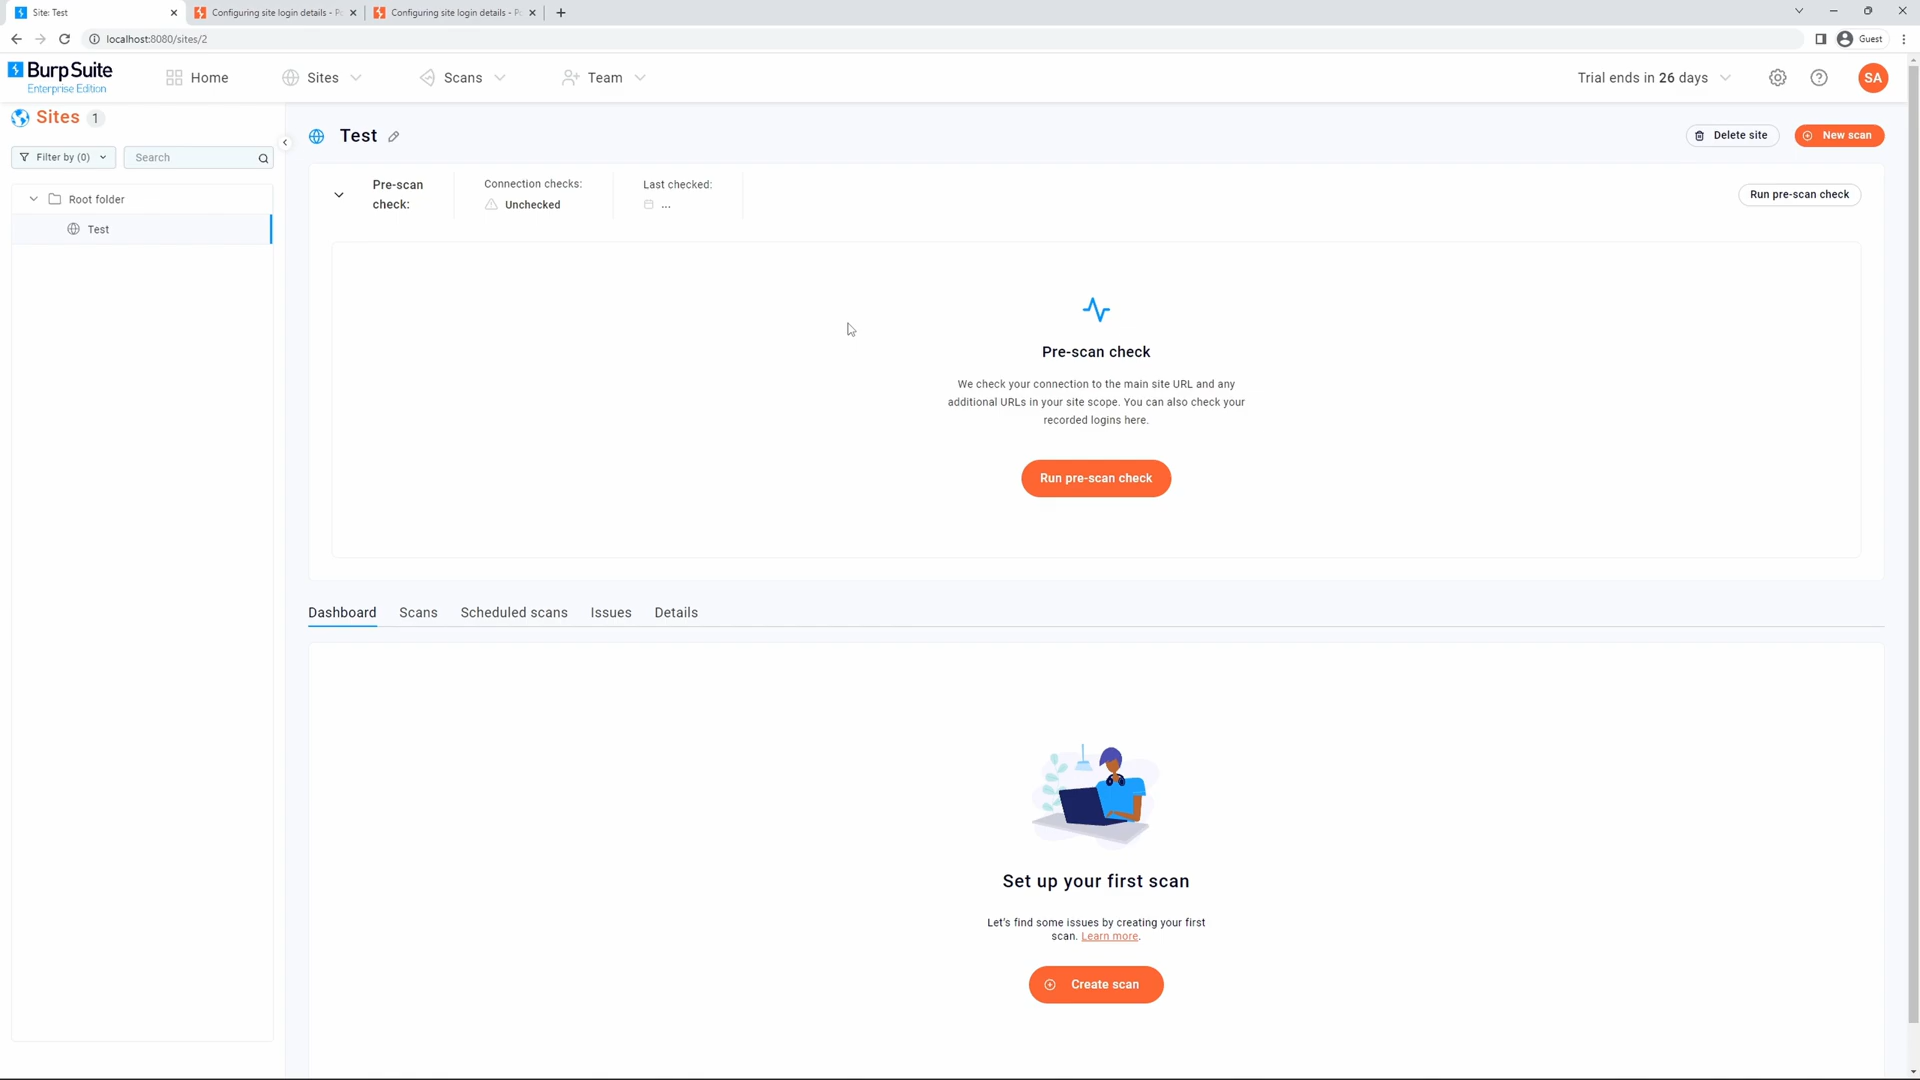 Site: Test
Configuring site login details - Po
Configuring site login details - Po
localhost:8080/sites/2
Guest
BurpSuite
Enterprise Edition
Home
Sites
Scans
Team
Trial ends in 26 days
SA
Sites 1
Filter by (0)
Search
Root folder
Test
Test
Delete site
New scan
Pre-scan
check:
Connection checks:
Unchecked
Last checked:
...
Run pre-scan check
Pre-scan check
We check your connection to the main site URL and any
additional URLs in your site scope. You can also check your
recorded logins here.
Run pre-scan check
Dashboard
Scans
Scheduled scans
Issues
Details
Set up your first scan
Let's find some issues by creating your first
scan. Learn more.
Create scan